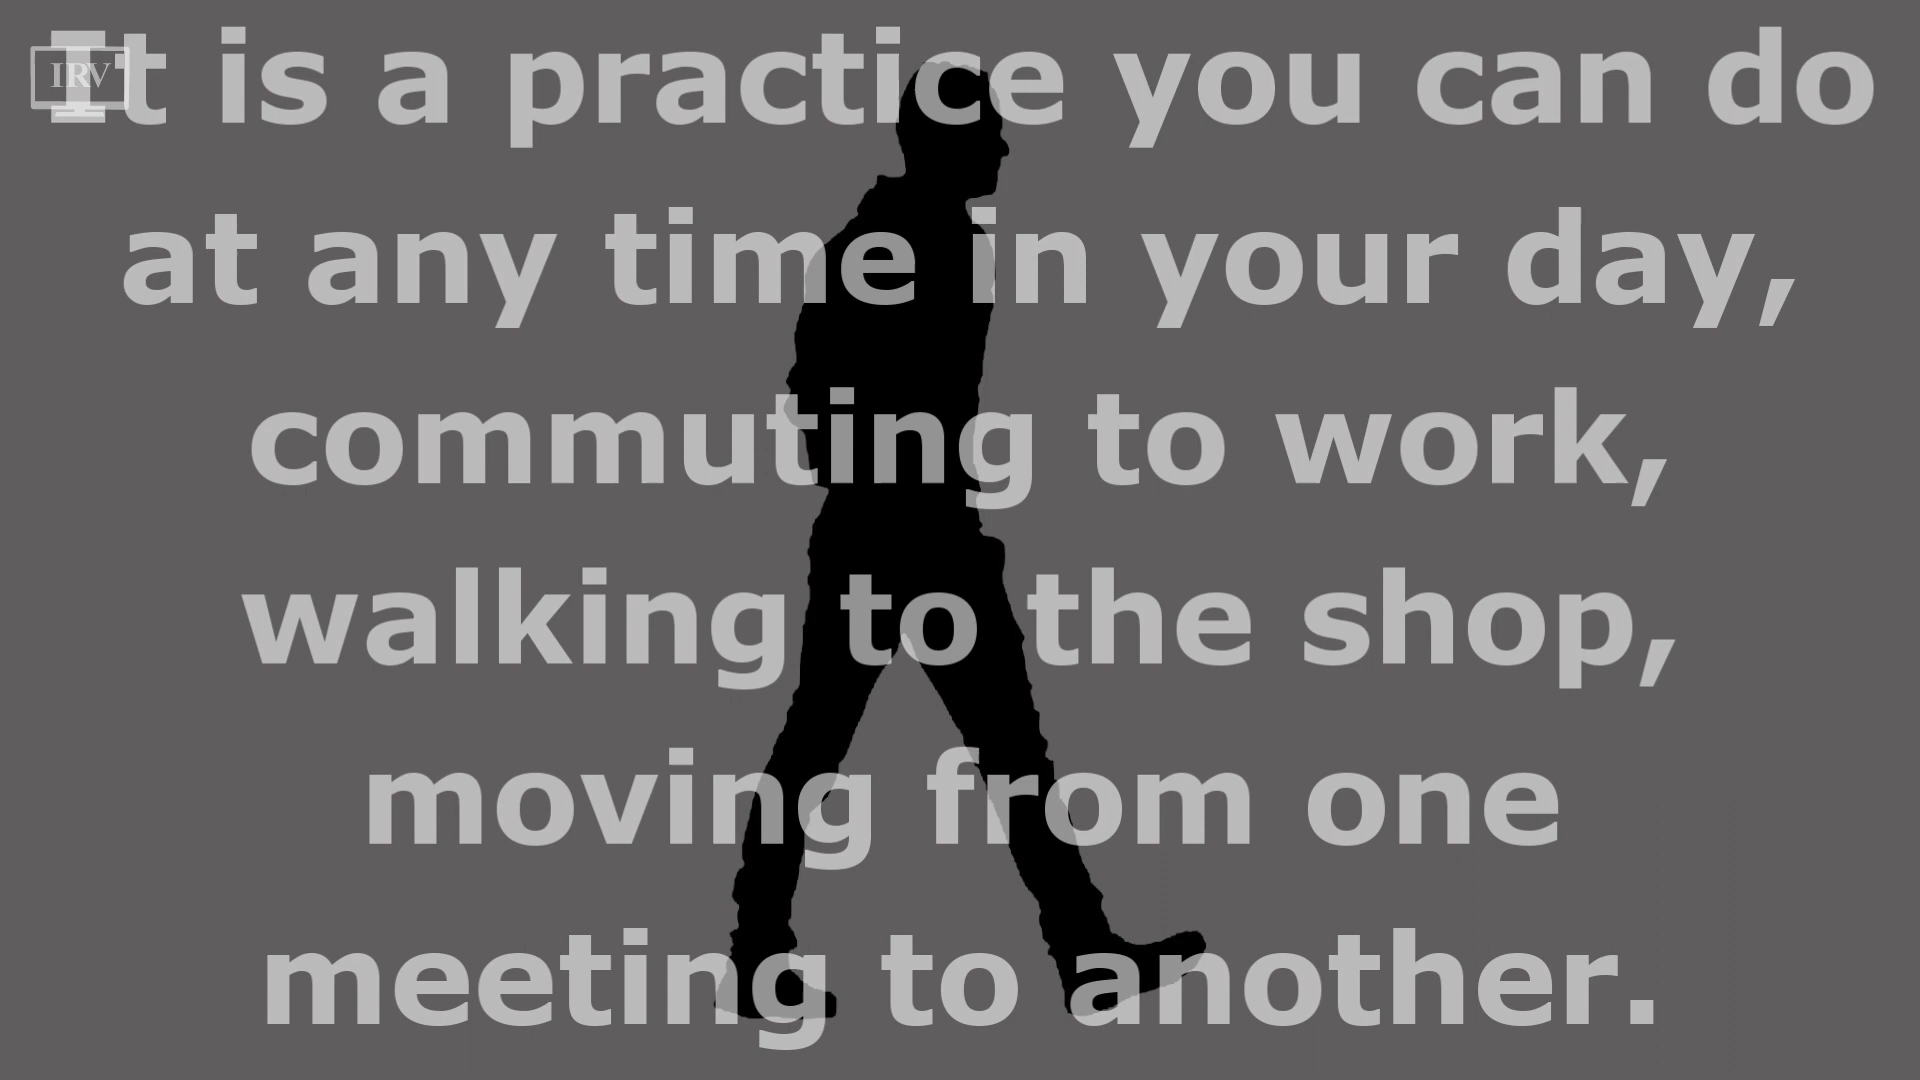 It is a practice you can do
IRV
at any time in your day,
commuting to work,
walking to the shop,
moving from one
meeting to another.